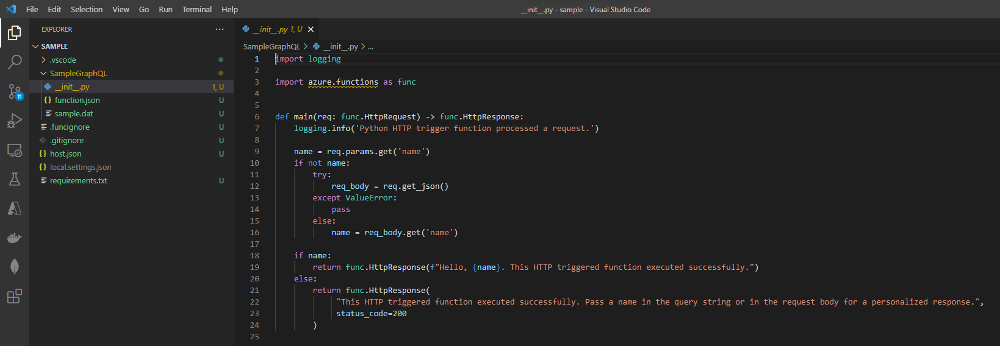 File Edit Selection View Go Run Terminal Help
__init__.py - sample - Visual Studio Code
EXPLORER
SAMPLE
.vscode
SampleGraphQL
__init__.py 1, U
function.json U
sample.dat U
.funcignore U
.gitignore U
host.json U
local.settings.json
requirements.txt U
11
__init__.py 1, U
SampleGraphQL > __init__.py > ...
1 import logging
2
3 import azure.functions as func
4
5
6 def main(req: func.HttpRequest) -> func.HttpResponse:
7 logging.info('Python HTTP trigger function processed a request.')
8
9 name = req.params.get('name')
10 if not name:
11 try:
12 req_body = req.get_json()
13 except ValueError:
14 pass
15 else:
16 name = req_body.get('name')
17
18 if name:
19 return func.HttpResponse(f"Hello, {name}. This HTTP triggered function executed successfully.")
20 else:
21 return func.HttpResponse(
22 "This HTTP triggered function executed successfully. Pass a name in the query string or in the request body for a personalized response.",
23 status_code=200
24 )
25